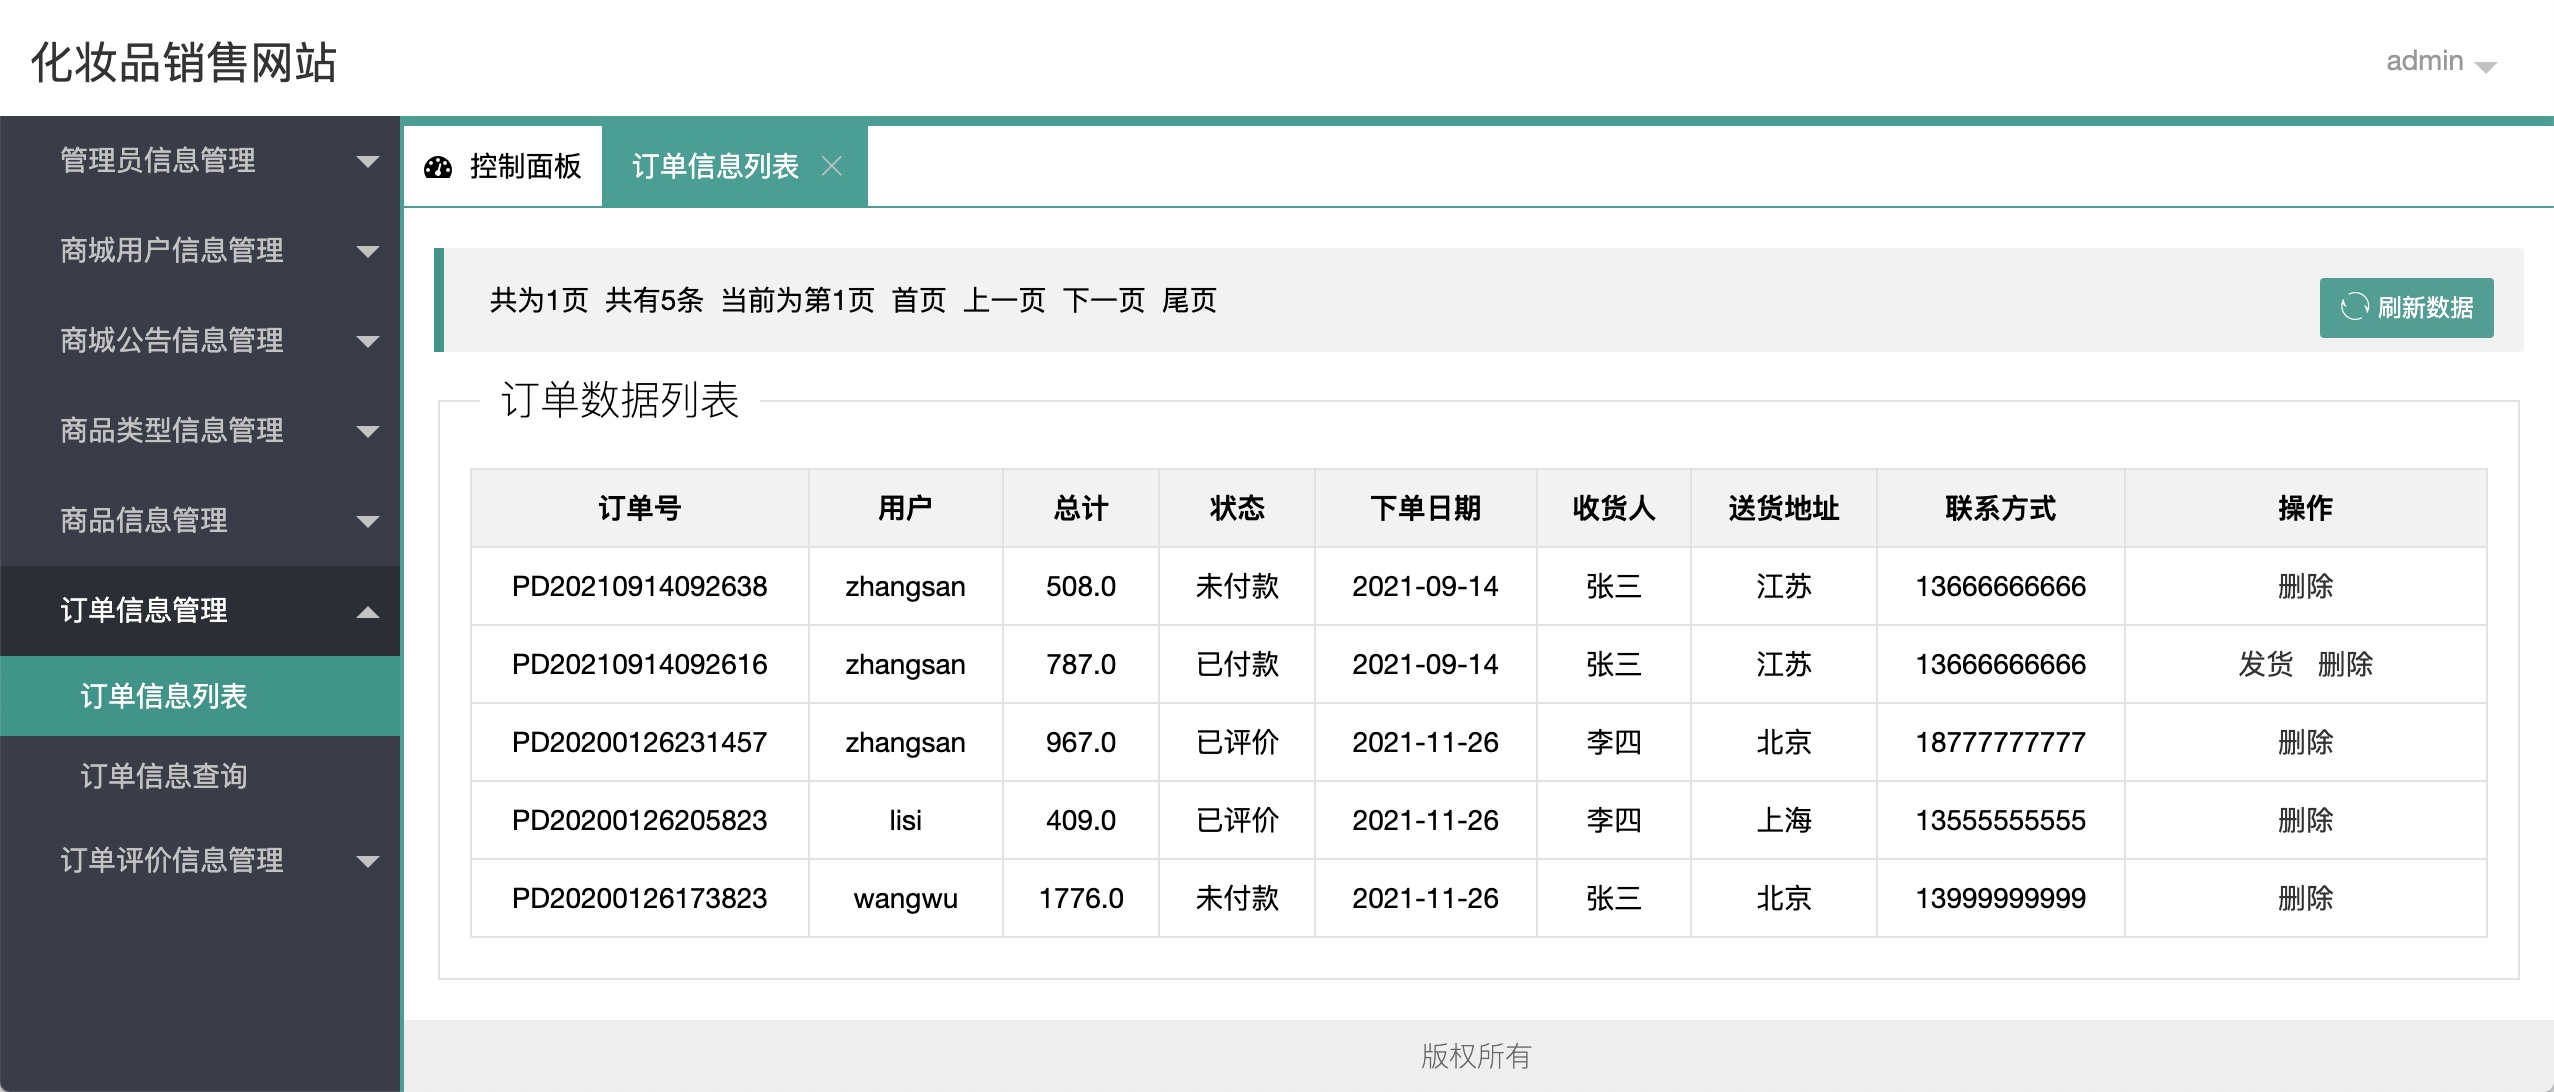 化妆品销售网站
admin
管理员信息管理
商城用户信息管理
商城公告信息管理
商品类型信息管理
商品信息管理
订单信息管理
订单信息列表
订单信息查询
订单评价信息管理
控制面板 订单信息列表
共为1页 共有5条 当前为第1页 首页 上一页 下一页 尾页
刷新数据
订单数据列表
订单号 用户 总计 状态 下单日期 收货人 送货地址 联系方式 操作
PD20210914092638 zhangsan 508.0 未付款 2021-09-14 张三 江苏 13666666666 删除
PD20210914092616 zhangsan 787.0 已付款 2021-09-14 张三 江苏 13666666666 发货 删除
PD20200126231457 zhangsan 967.0 已评价 2021-11-26 李四 北京 18777777777 删除
PD20200126205823 lisi 409.0 已评价 2021-11-26 李四 上海 13555555555 删除
PD20200126173823 wangwu 1776.0 未付款 2021-11-26 张三 北京 13999999999 删除
版权所有